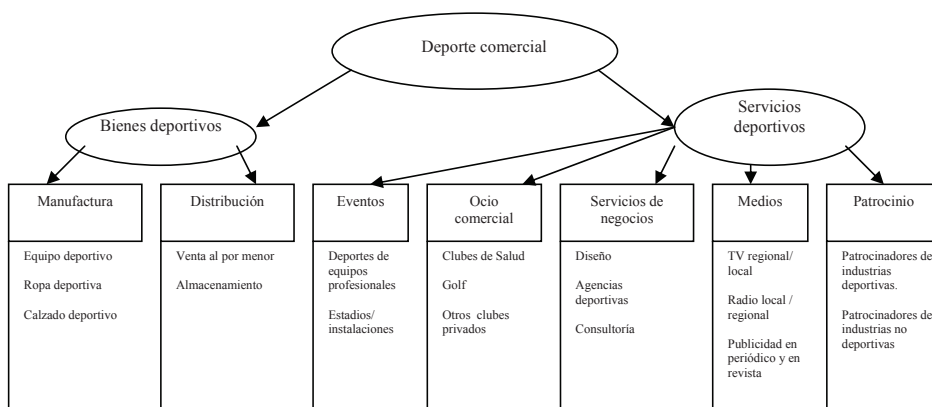 Deporte comercial
Bienes deportivos
Servicios
deportivos
Manufactura
Equipo deportivo
Ropa deportiva
Calzado deportivo
Distribución
Venta al por menor
Almacenamiento
Eventos
Deportes de
equipos
profesionales
Estadios/
instalaciones
Ocio
comercial
Clubes de Salud
Golf
Otros clubes
privados
Servicios de
negocios
Diseño
Agencias
deportivas
Consultoría
Medios
TV regional/
local
Radio local /
regional
Publicidad en
periódico y en
revista
Patrocinio
Patrocinadores de
industrias
deportivas.
Patrocinadores de
industrias no
deportivas